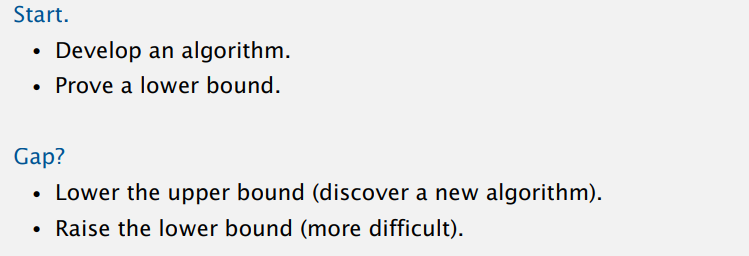 Start.
• Develop an algorithm.
• Prove a lower bound.
Gap?
• Lower the upper bound (discover a new algorithm).
• Raise the lower bound (more difficult).